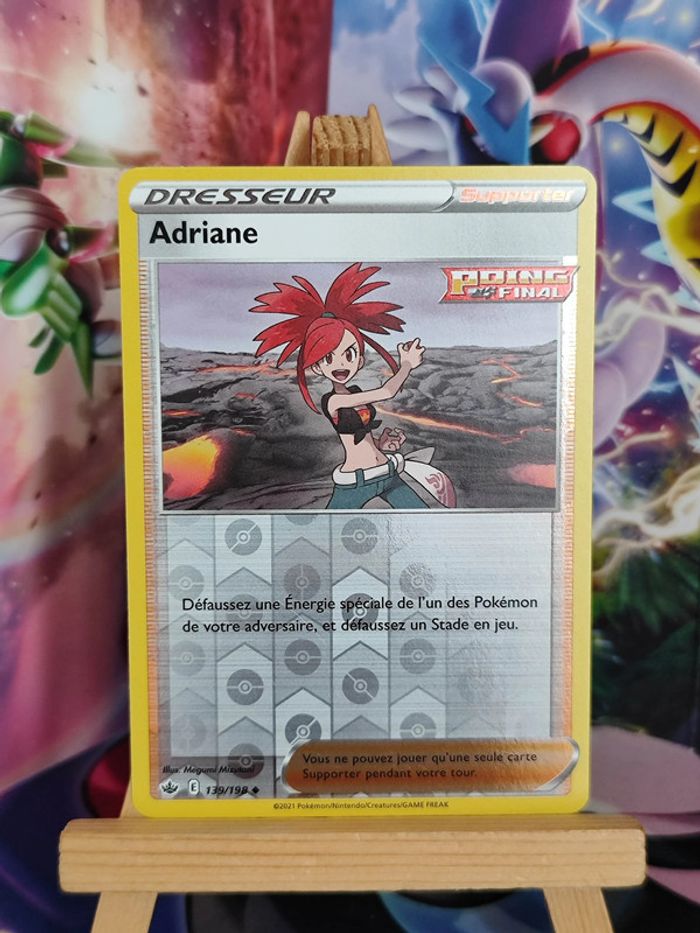 DRESSEUR Supporter
Adriane
POING
FINAL
Défaussez une Énergie spéciale de l'un des Pokémon
de votre adversaire, et défaussez un Stade en jeu.
Vous ne pouvez jouer qu'une seule carte
Supporter pendant votre tour.
Illus. Megumi Mizutani
E 139/198
©2021 Pokémon/Nintendo/Creatures/GAME FREAK